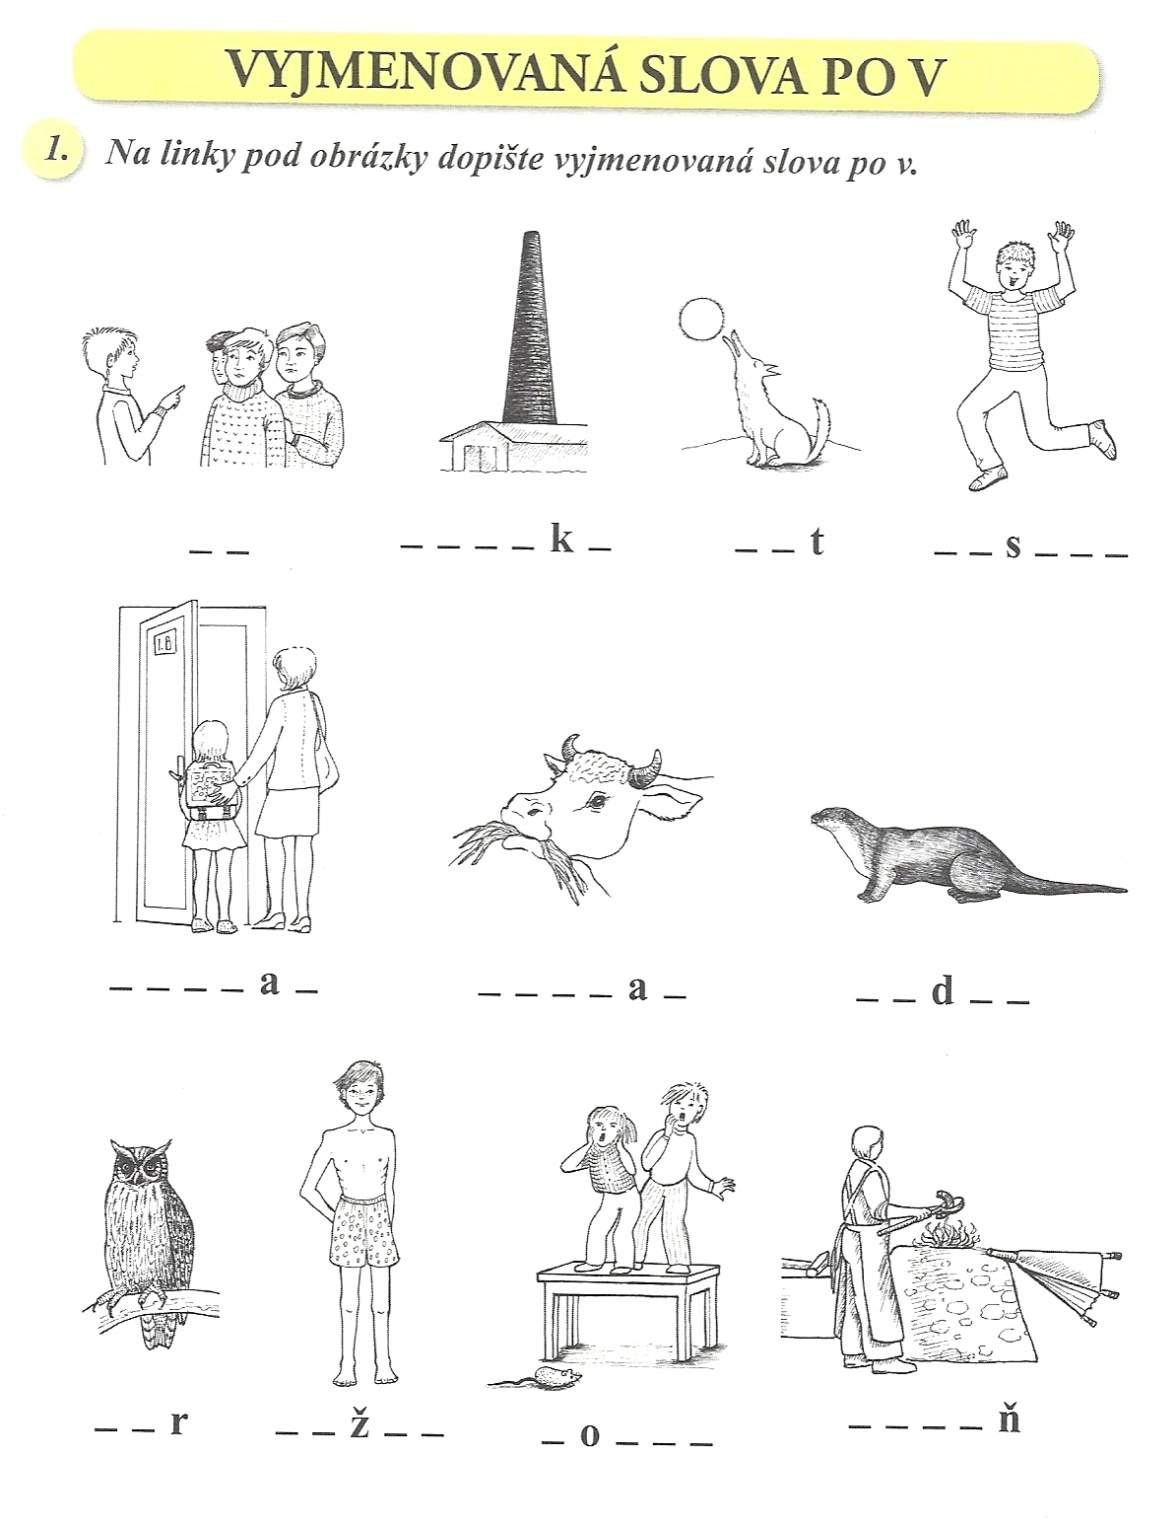 VYJMENOVANÁ SLOVA PO V
1. Na linky pod obrázky dopište vyjmenovaná slova po v.
_ _
_ _ _ _ k _
_ _ t
_ _ s _ _ _
I.B
_ _ _ _ a _
_ _ _ _ a _
_ _ d _ _
_ _ r
_ _ ž _ _
_ o _ _ _
_ _ _ _ ň